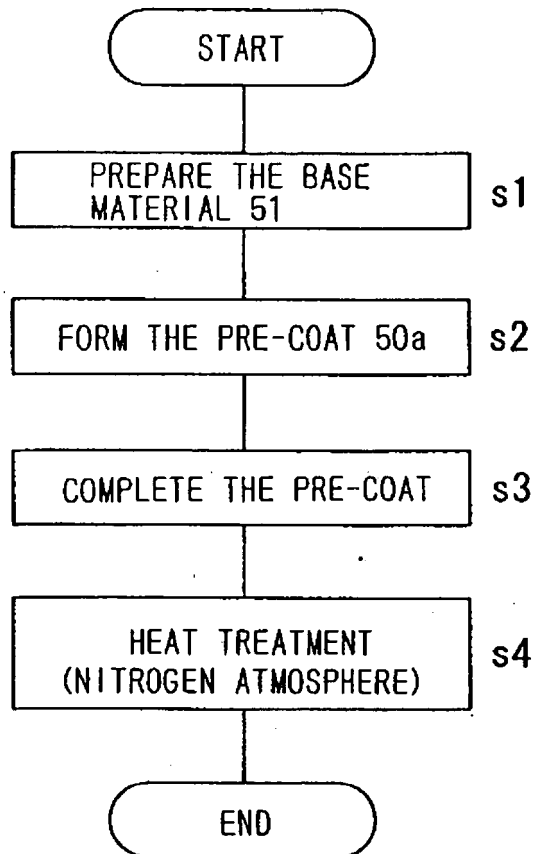 START
PREPARE THE BASE
MATERIAL 51
s1
FORM THE PRE-COAT 50a
s2
COMPLETE THE PRE-COAT
s3
HEAT TREATMENT
(NITROGEN ATMOSPHERE)
s4
END